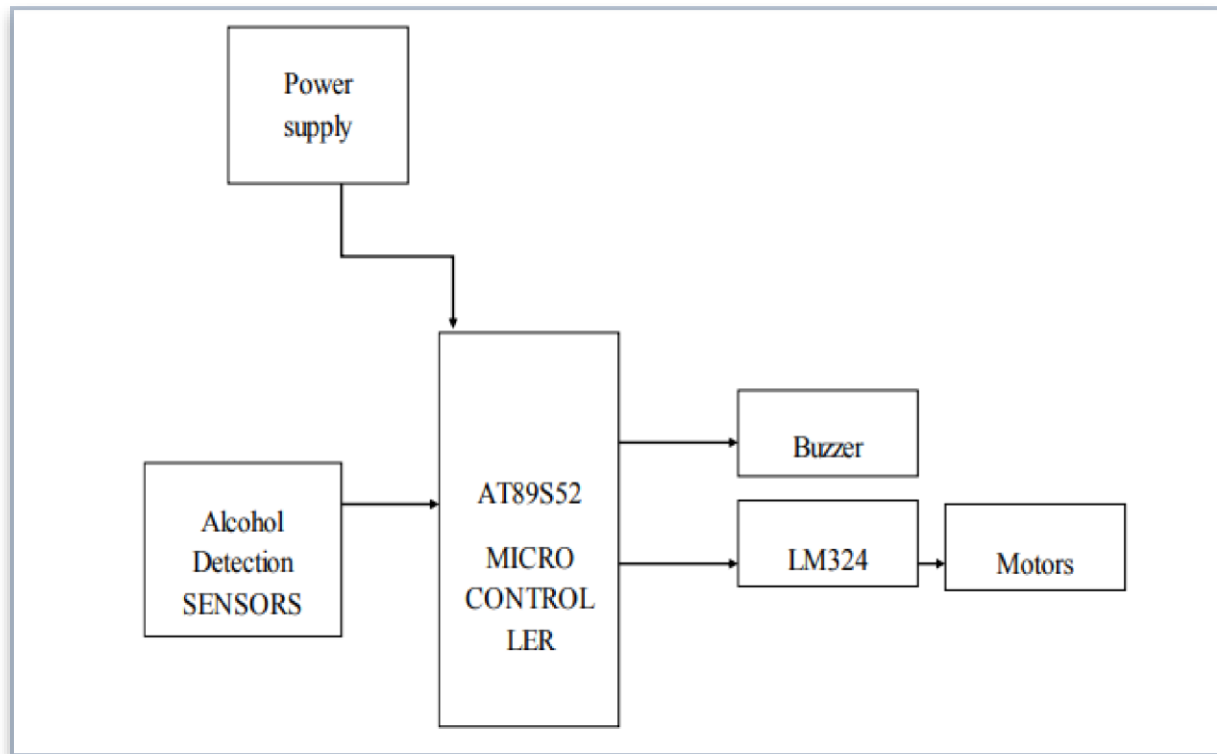 Power
supply
Alcohol
Detection
SENSORS
AT89S52
MICRO
CONTROL
LER
Buzzer
LM324
Motors